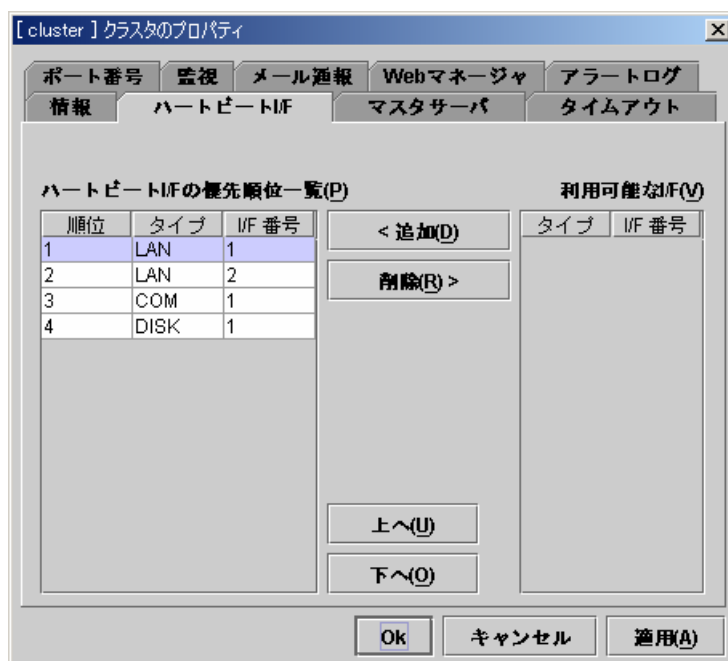 [ cluster ] クラスタのプロパティ
ポート番号 監視 メール通報 Webマネージャ アラートログ
情報 ハートビートI/F マスタサーバ タイムアウト
ハートビートI/Fの優先順位一覧(P) 利用可能なI/F(V)
順位 タイプ I/F 番号 < 追加(D) タイプ I/F 番号
1 LAN 1
2 LAN 2 削除(R) >
3 COM 1
4 DISK 1
上へ(U)
下へ(O)
Ok キャンセル 適用(A)